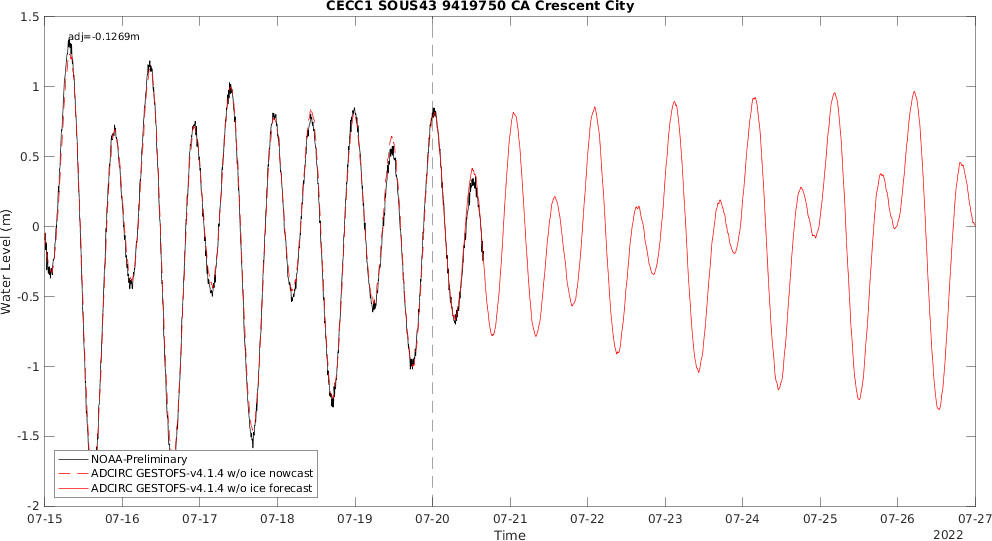 CECC1 SOUS43 9419750 CA Crescent City
adj=-0.1269m
1.5
1
0.5
0
-0.5
-1
-1.5
-2
Water Level (m)
NOAA-Preliminary
ADCIRC GESTOFS-v4.1.4 w/o ice nowcast
ADCIRC GESTOFS-v4.1.4 w/o ice forecast
07-15 07-16 07-17 07-18 07-19 07-20 07-21 07-22 07-23 07-24 07-25 07-26 07-27
Time
2022